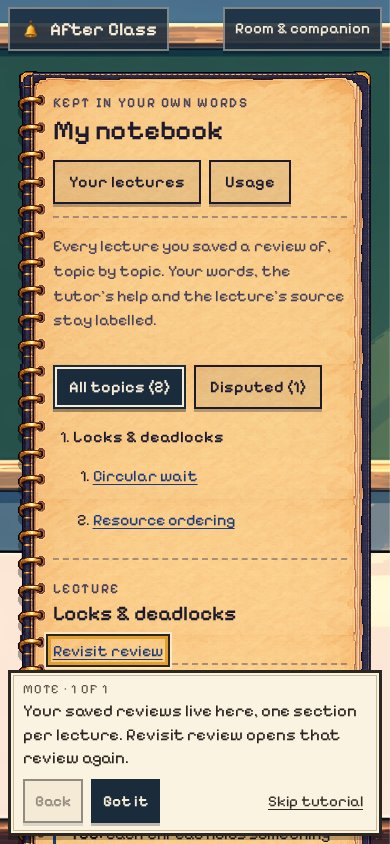 After Class
Room & companion
KEPT IN YOUR OWN WORDS
My notebook
Your lectures
Usage
Every lecture you saved a review of,
topic by topic. Your words, the
tutor's help and the lecture's source
stay labelled.
All topics (2)
Disputed (1)
1. Locks & deadlocks
1. Circular wait
2. Resource ordering
LECTURE
Locks & deadlocks
Revisit review
MOTE · 1 OF 1
Your saved reviews live here, one section
per lecture. Revisit review opens that
review again.
Back
Got it
Skip tutorial